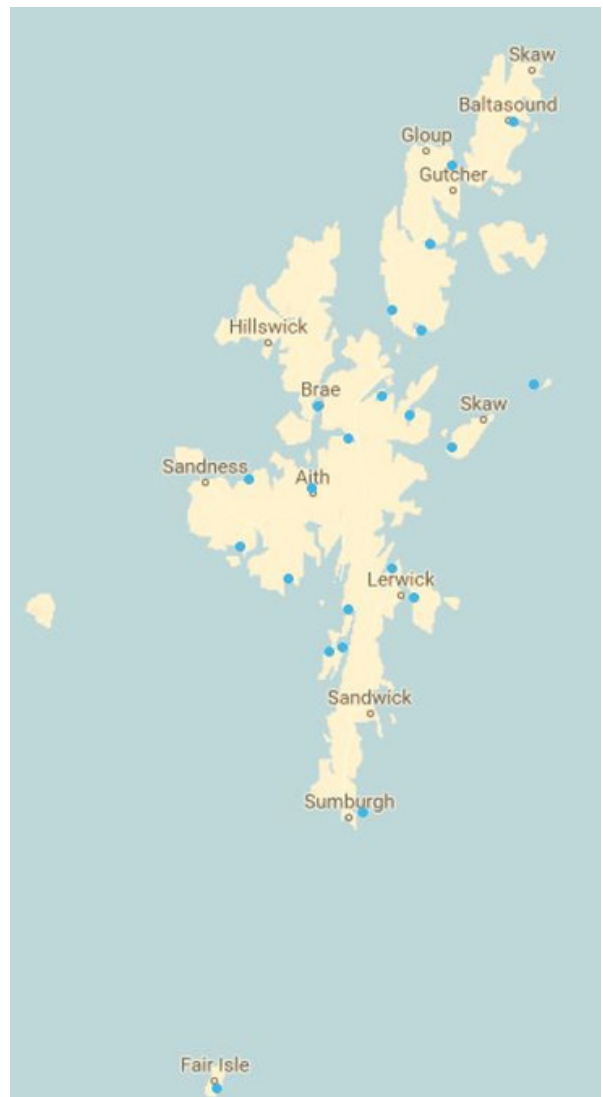 Skaw
Baltasound
Gloup
Gutcher
Hillswick
Brae
Skaw
Sandness
Aith
Lerwick
Sandwick
Sumburgh
Fair Isle